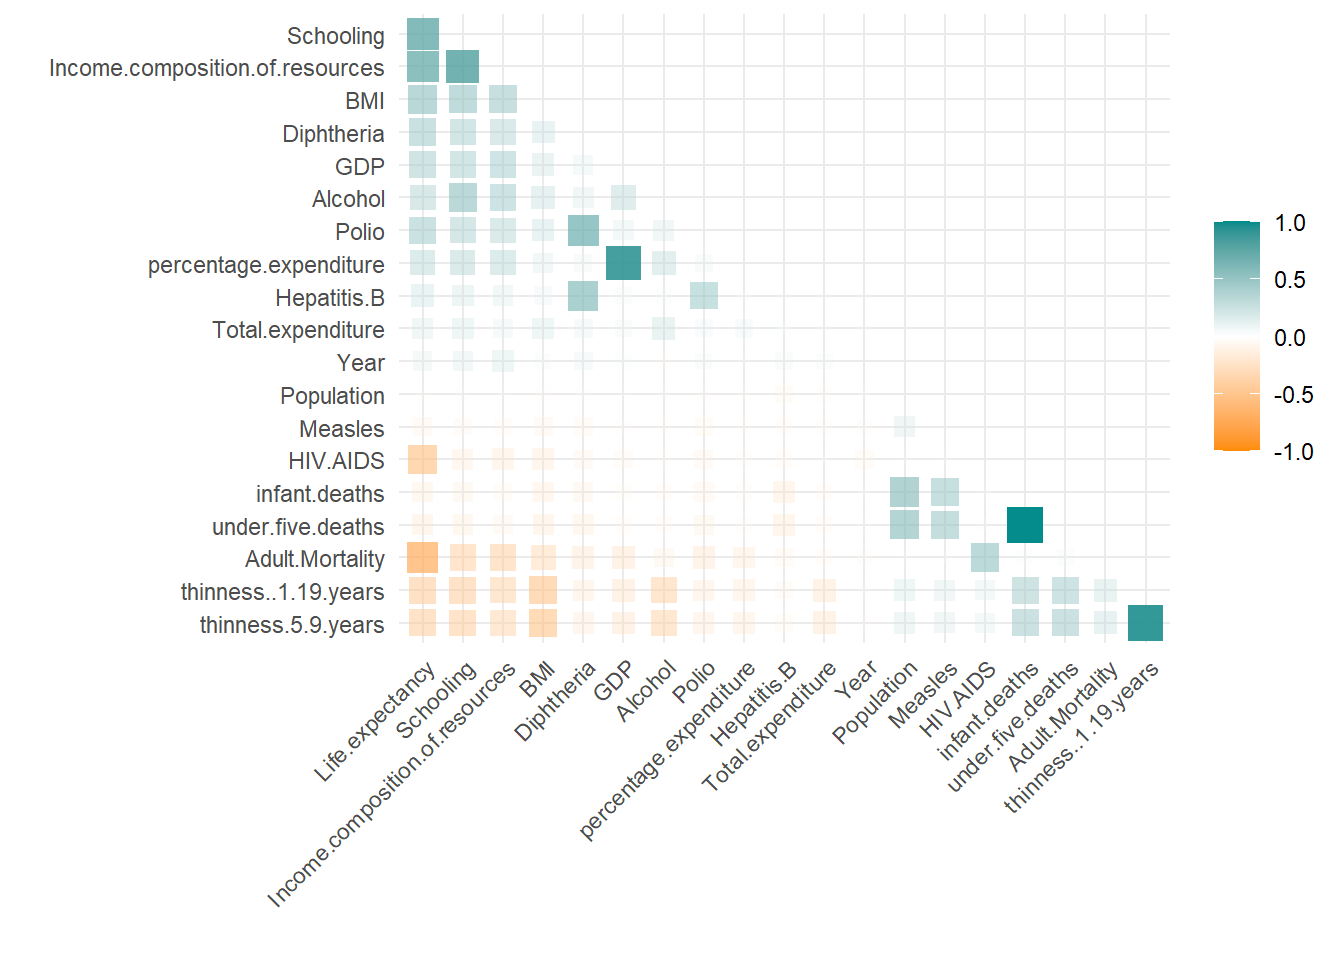 Schooling
Income.composition.of.resources
BMI
Diphtheria
GDP
Alcohol
Polio
percentage.expenditure
Hepatitis.B
Total.expenditure
Year
Population
Measles
HIV.AIDS
infant.deaths
under.five.deaths
Adult.Mortality
thinness..1.19.years
thinness.5.9.years
Life.expectancy
Schooling
Income.composition.of.resources
BMI
Diphtheria
GDP
Alcohol
Polio
percentage.expenditure
Hepatitis.B
Total.expenditure
Year
Population
Measles
HIV.AIDS
infant.deaths
under.five.deaths
Adult.Mortality
thinness..1.19.years
1.0
0.5
0.0
-0.5
-1.0